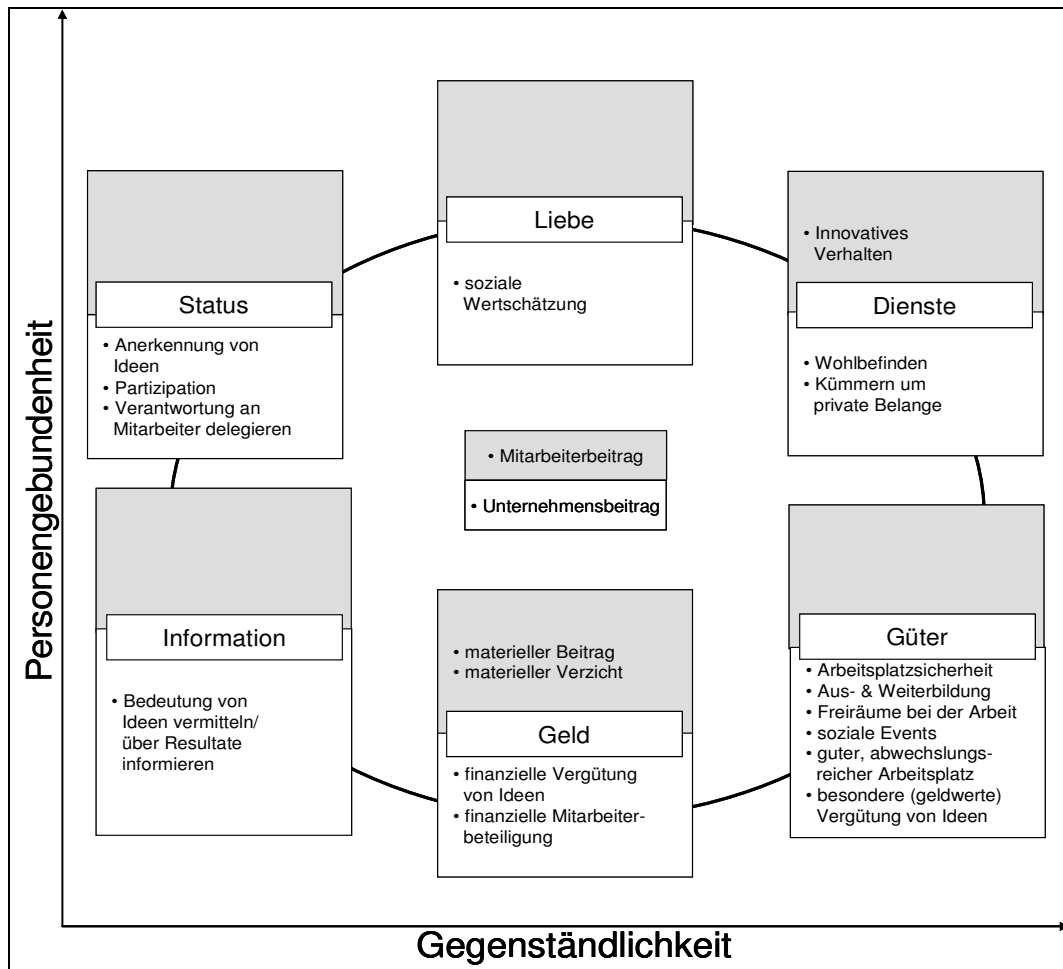 Personengebundenheit
Liebe
• soziale
Wertschätzung
Status
• Anerkennung von
Ideen
• Partizipation
• Verantwortung an
Mitarbeiter delegieren
• Innovatives
Verhalten
Dienste
• Wohlbefinden
• Kümmern um
private Belange
• Mitarbeiterbeitrag
• Unternehmensbeitrag
Information
• Bedeutung von
Ideen vermitteln/
über Resultate
informieren
• materieller Beitrag
• materieller Verzicht
Geld
• finanzielle Vergütung
von Ideen
• finanzielle Mitarbeiter-
beteiligung
Güter
• Arbeitsplatzsicherheit
• Aus- & Weiterbildung
• Freiräume bei der Arbeit
• soziale Events
• guter, abwechslungs-
reicher Arbeitsplatz
• besondere (geldwerte)
Vergütung von Ideen
Gegenständlichkeit